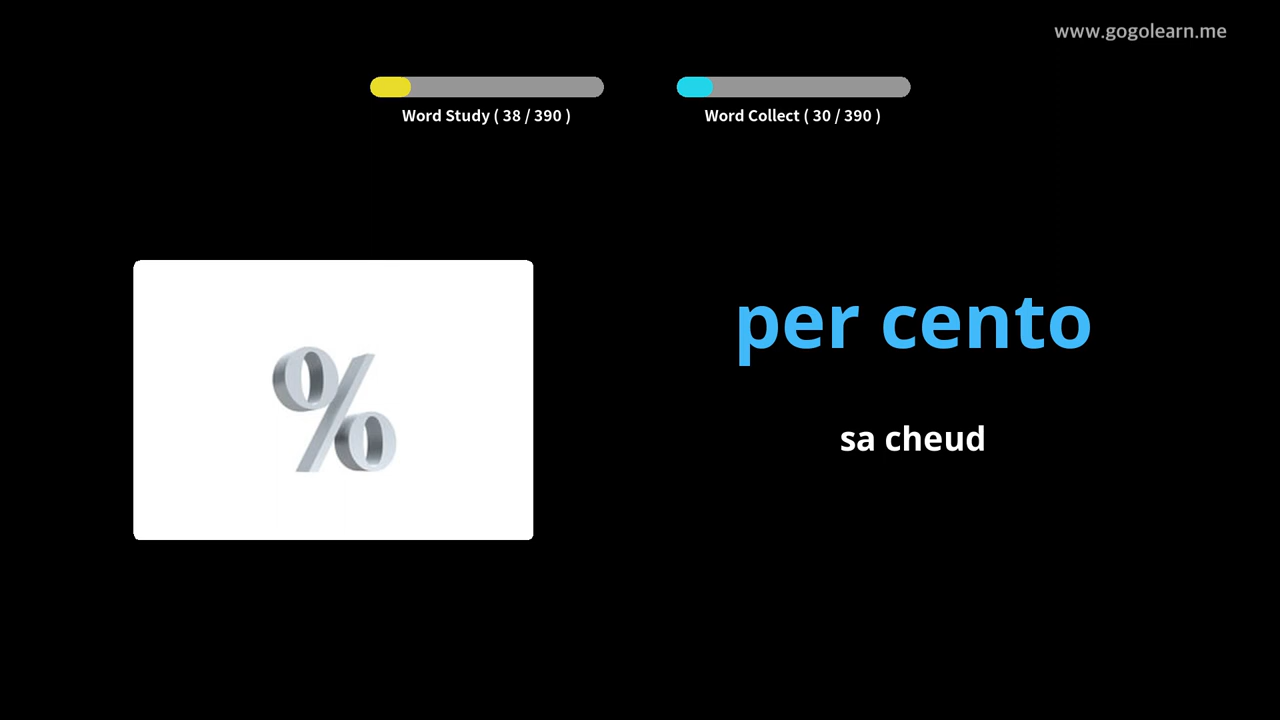 www.gogolearn.me
Word Study ( 38 / 390 )
Word Collect ( 30 / 390 )
%
per cento
sa cheud